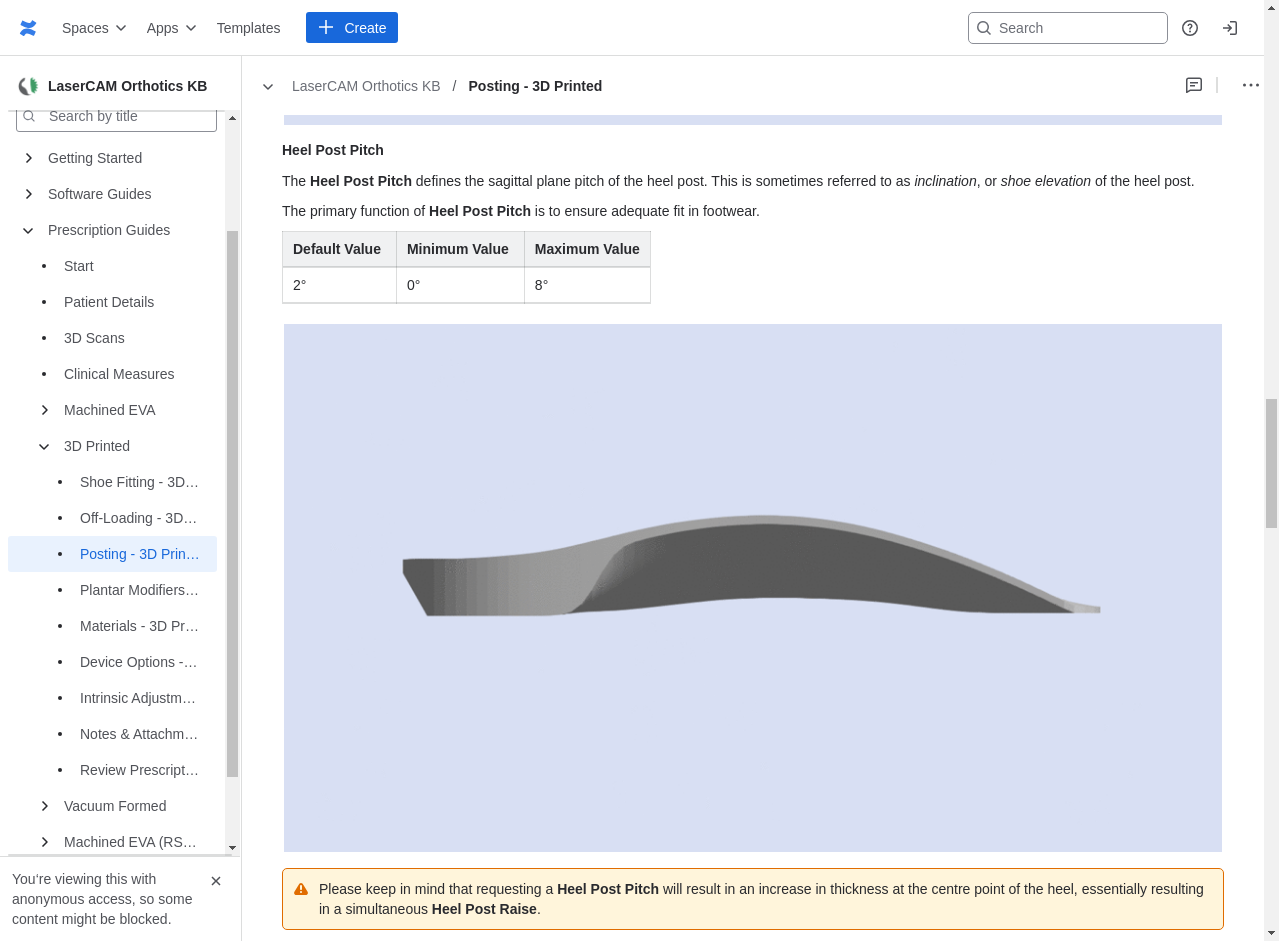 Spaces
Apps
Templates
Create
Search
LaserCAM Orthotics KB
LaserCAM Orthotics KB / Posting - 3D Printed
Search by title
Getting Started
Software Guides
Prescription Guides
Start
Patient Details
3D Scans
Clinical Measures
Machined EVA
3D Printed
Shoe Fitting - 3D…
Off-Loading - 3D…
Posting - 3D Prin…
Plantar Modifiers…
Materials - 3D Pr…
Device Options -…
Intrinsic Adjustm…
Notes & Attachm…
Review Prescript…
Vacuum Formed
Machined EVA (RS…
You're viewing this with
anonymous access, so some
content might be blocked.
Heel Post Pitch
The Heel Post Pitch defines the sagittal plane pitch of the heel post. This is sometimes referred to as inclination, or shoe elevation of the heel post.
The primary function of Heel Post Pitch is to ensure adequate fit in footwear.
Default Value Minimum Value Maximum Value
2° 0° 8°
Please keep in mind that requesting a Heel Post Pitch will result in an increase in thickness at the centre point of the heel, essentially resulting
in a simultaneous Heel Post Raise.